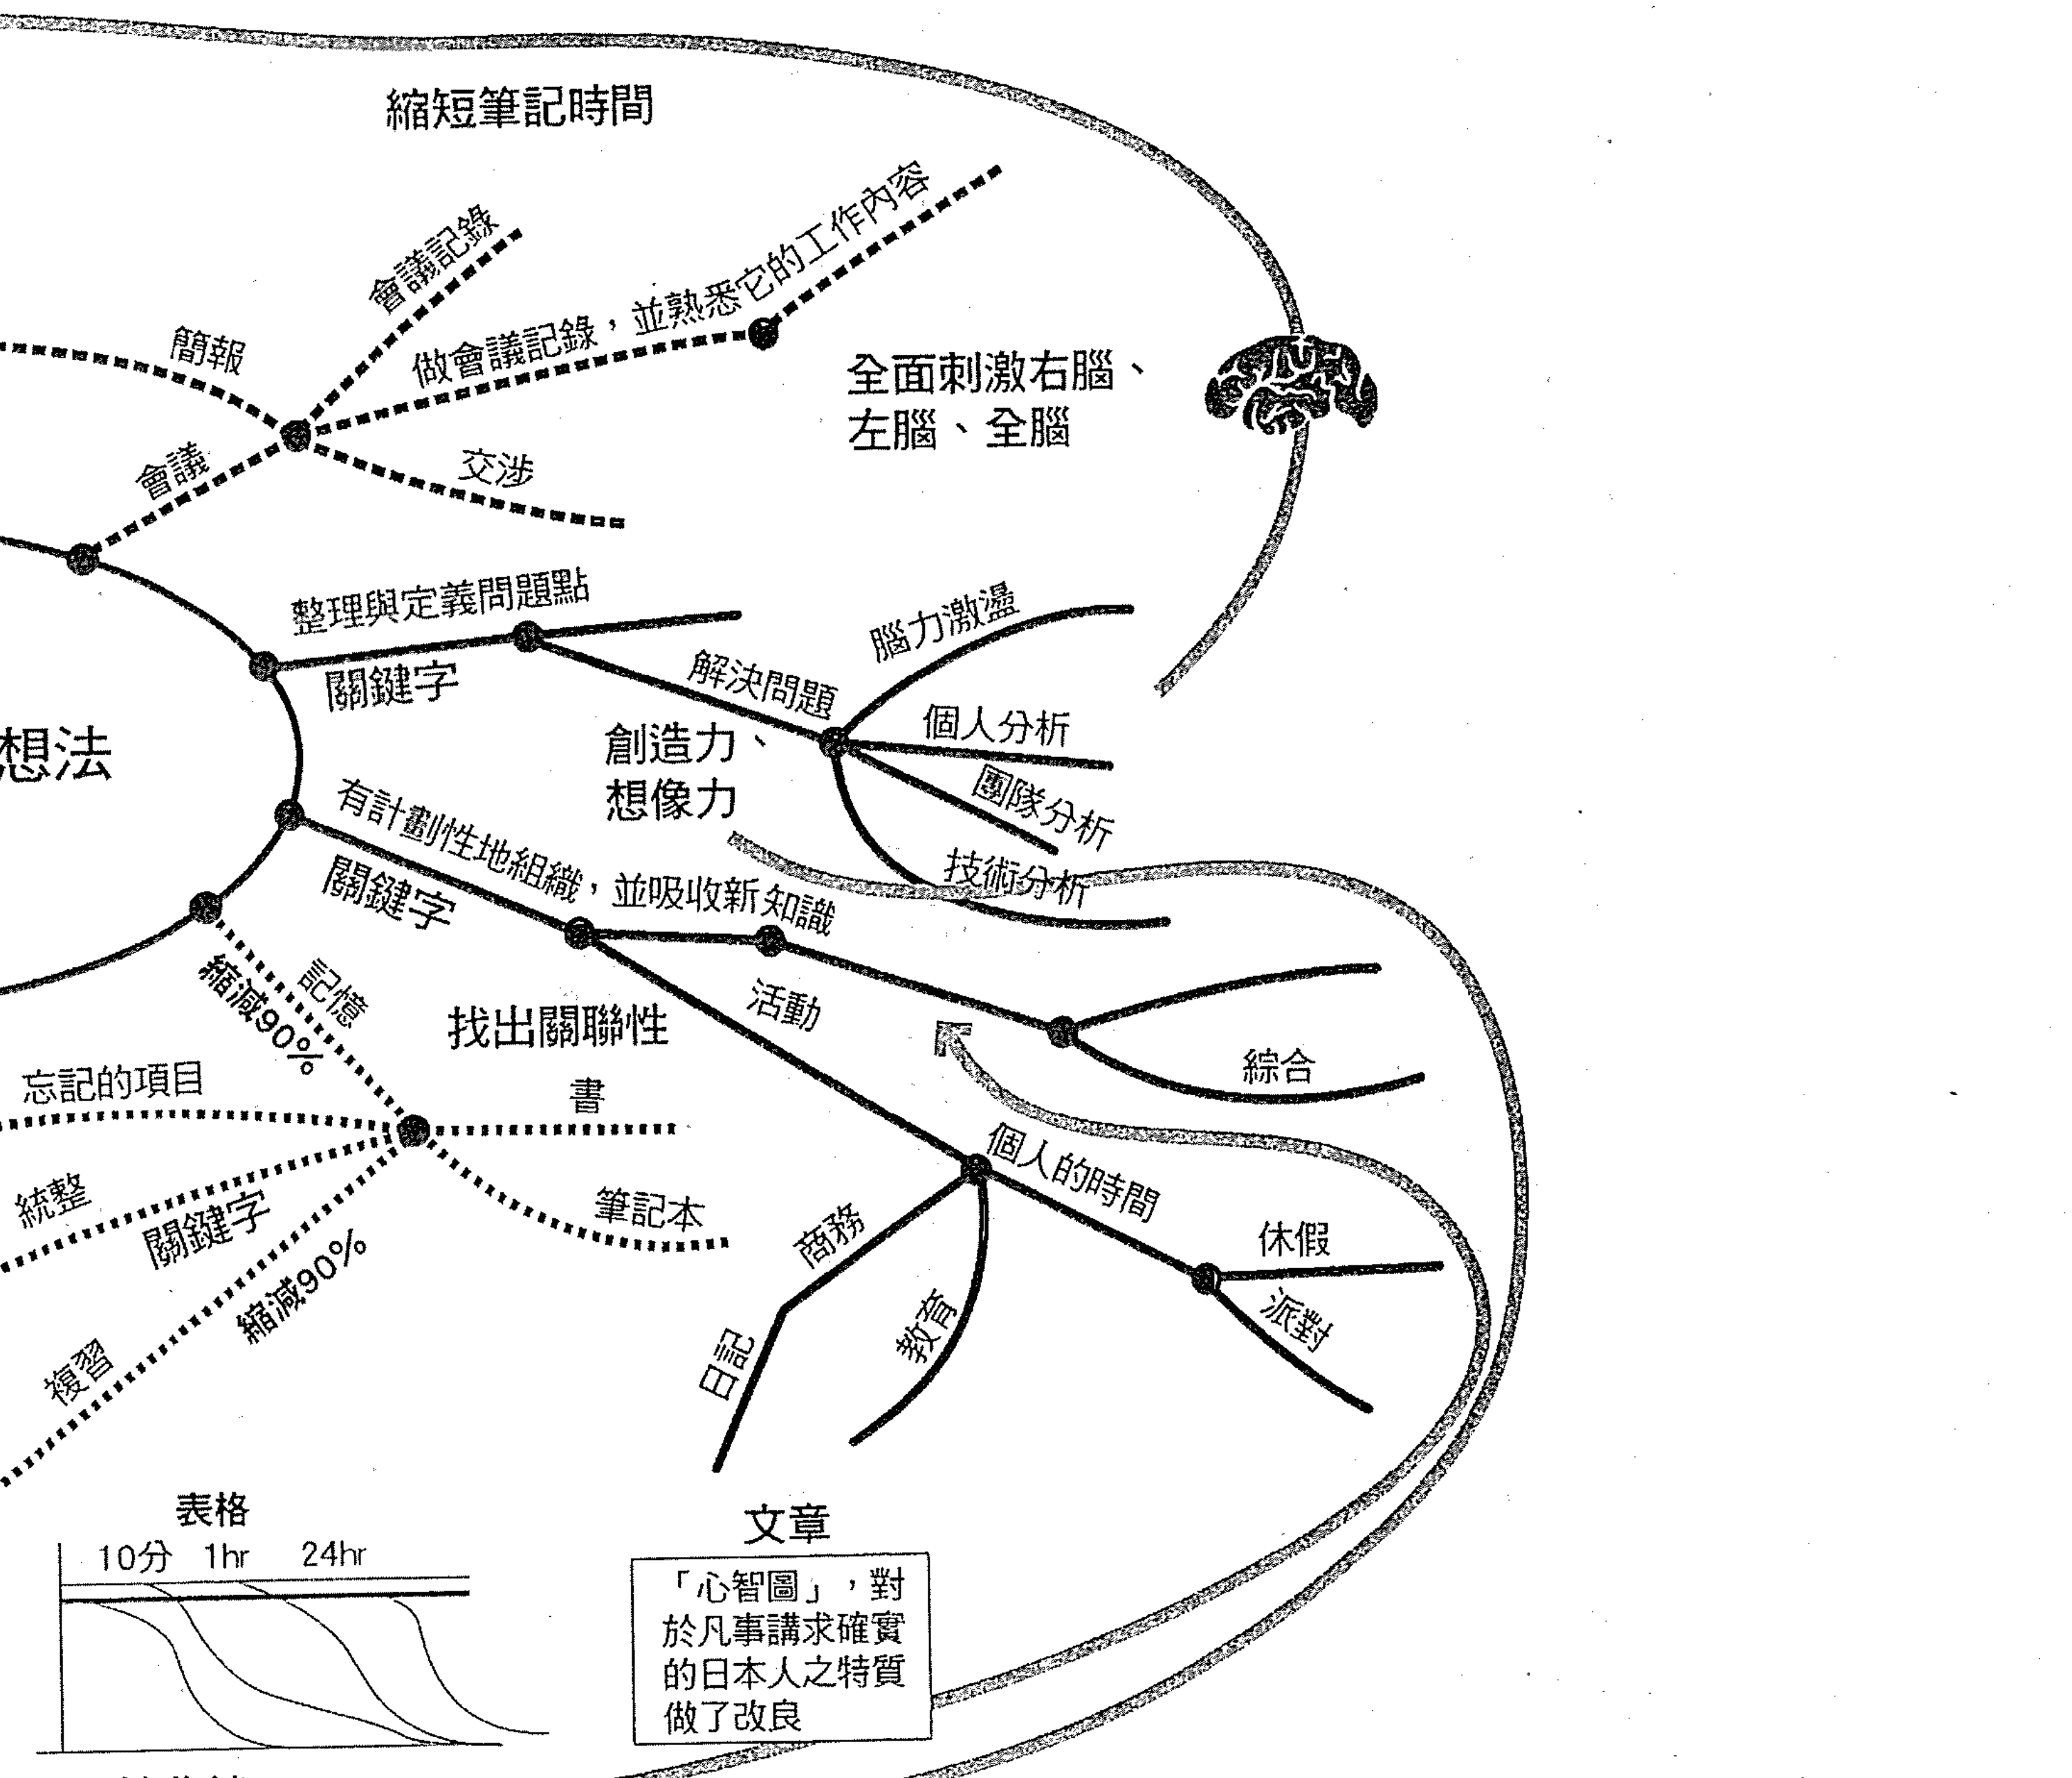 縮短筆記時間
會議記錄
做會議記錄，並熟悉它的工作內容
簡報
全面刺激右腦、
左腦、全腦
會議
交涉
整理與定義問題點
關鍵字
腦力激盪
解決問題
個人分析
團隊分析
技術分析
創造力、
想像力
想法
有計劃性地組織，並吸收新知識
關鍵字
活動
綜合
記憶
縮減90%
找出關聯性
書
忘記的項目
筆記本
統整
關鍵字
縮減90%
複習
個人的時間
休假
派對
商務
教育
日記
表格
10分 1hr 24hr
文章
「心智圖」，對
於凡事講求確實
的日本人之特質
做了改良